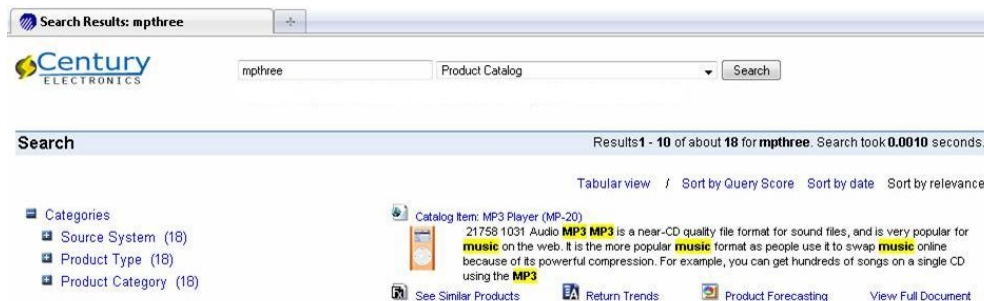 Search Results: mpthree
Century
ELECTRONICS
mpthree Product Catalog Search
Search Results1 - 10 of about 18 for mpthree. Search took 0.0010 seconds.
Tabular view / Sort by Query Score Sort by date Sort by relevance
Categories
Source System (18)
Product Type (18)
Product Category (18)
Catalog Item: MP3 Player (MP-20)
21758 1031 Audio MP3 MP3 is a near-CD quality file format for sound files, and is very popular for
music on the web. It is the more popular music format as people use it to swap music online
because of its powerful compression. For example, you can get hundreds of songs on a single CD
using the MP3
See Similar Products Return Trends Product Forecasting View Full Document